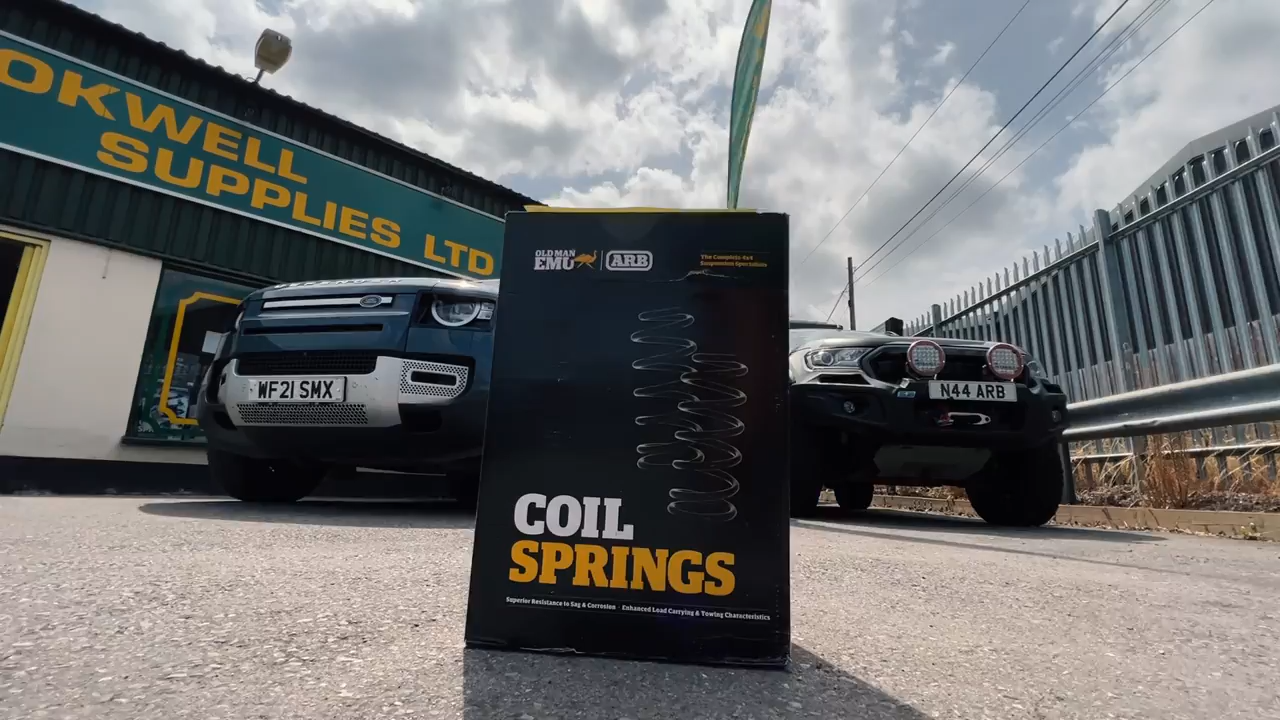 OKWELL
SUPPLIES LTD
OLD MAN
EMU
ARB
The Complete 4x4
Suspension Specialists
WF21 SMX
N44 ARB
COIL
SPRINGS
Superior Resistance to Sag & Corrosion · Enhanced Load Carrying & Towing Characteristics